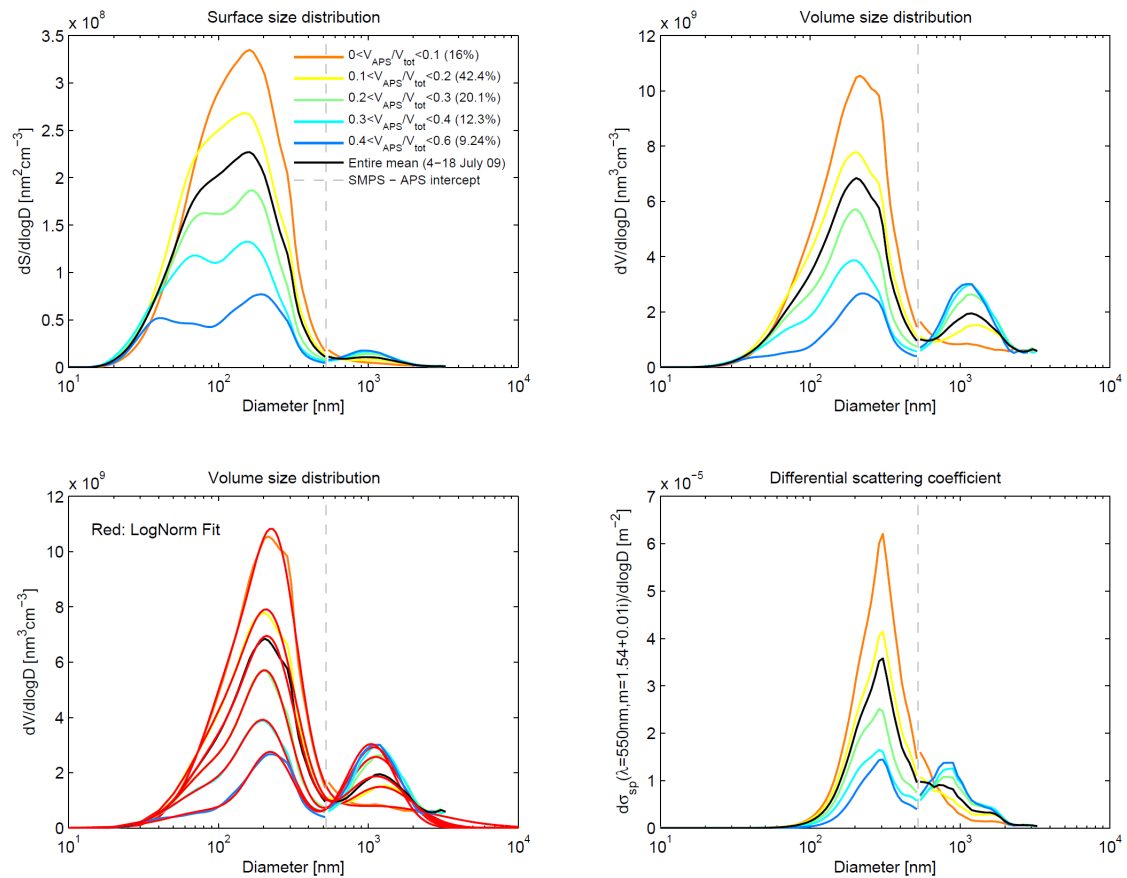 Surface size distribution
x 10^8
3.5
3
2.5
2
1.5
1
0.5
0
dS/dlogD [nm²cm⁻³]
0<V_APS/V_tot<0.1 (16%)
0.1<V_APS/V_tot<0.2 (42.4%)
0.2<V_APS/V_tot<0.3 (20.1%)
0.3<V_APS/V_tot<0.4 (12.3%)
0.4<V_APS/V_tot<0.6 (9.24%)
Entire mean (4−18 July 09)
SMPS − APS intercept
10^1 10^2 10^3 10^4
Diameter [nm]
Volume size distribution
x 10^9
12
10
8
6
4
2
0
dV/dlogD [nm³cm⁻³]
10^1 10^2 10^3 10^4
Diameter [nm]
Volume size distribution
x 10^9
12
10
8
6
4
2
0
dV/dlogD [nm³cm⁻³]
Red: LogNorm Fit
10^1 10^2 10^3 10^4
Diameter [nm]
Differential scattering coefficient
x 10^-5
7
6
5
4
3
2
1
0
dσ_sp(λ=550nm,m=1.54+0.01i)/dlogD [m⁻²]
10^1 10^2 10^3 10^4
Diameter [nm]